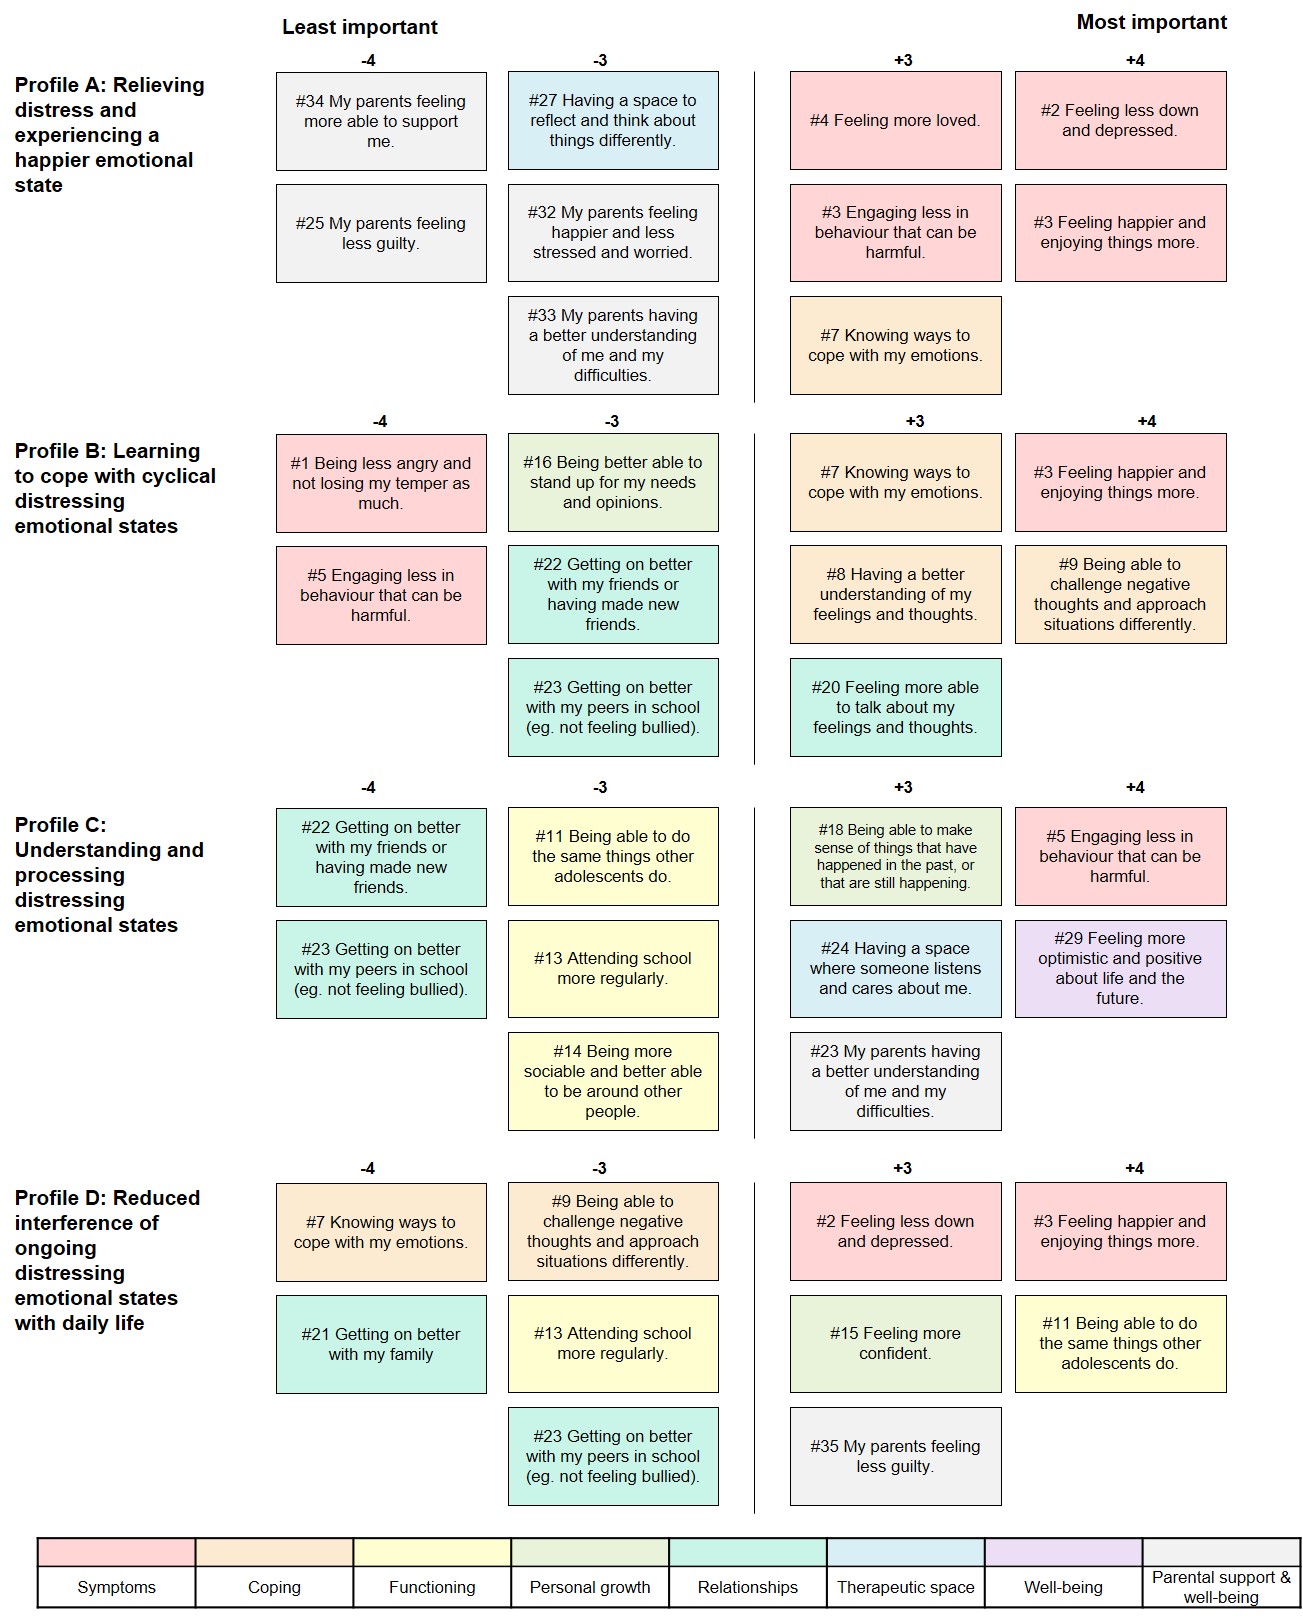 Least important
Most important
-4
-3
+3
+4
Profile A: Relieving
distress and
experiencing a
happier emotional
state
#34 My parents feeling
more able to support
me.
#27 Having a space to
reflect and think about
things differently.
#4 Feeling more loved.
#2 Feeling less down
and depressed.
#25 My parents feeling
less guilty.
#32 My parents feeling
happier and less
stressed and worried.
#3 Engaging less in
behaviour that can be
harmful.
#3 Feeling happier and
enjoying things more.
#33 My parents having
a better understanding
of me and my
difficulties.
#7 Knowing ways to
cope with my emotions.
-4
-3
+3
+4
Profile B: Learning
to cope with cyclical
distressing
emotional states
#1 Being less angry and
not losing my temper as
much.
#16 Being better able to
stand up for my needs
and opinions.
#7 Knowing ways to
cope with my emotions.
#3 Feeling happier and
enjoying things more.
#5 Engaging less in
behaviour that can be
harmful.
#22 Getting on better
with my friends or
having made new
friends.
#8 Having a better
understanding of my
feelings and thoughts.
#9 Being able to
challenge negative
thoughts and approach
situations differently.
#23 Getting on better
with my peers in school
(eg. not feeling bullied).
#20 Feeling more able
to talk about my
feelings and thoughts.
-4
-3
+3
+4
Profile C:
Understanding and
processing
distressing
emotional states
#22 Getting on better
with my friends or
having made new
friends.
#11 Being able to do
the same things other
adolescents do.
#18 Being able to make
sense of things that have
happened in the past, or
that are still happening.
#5 Engaging less in
behaviour that can be
harmful.
#23 Getting on better
with my peers in school
(eg. not feeling bullied).
#13 Attending school
more regularly.
#24 Having a space
where someone listens
and cares about me.
#29 Feeling more
optimistic and positive
about life and the
future.
#14 Being more
sociable and better able
to be around other
people.
#23 My parents having
a better understanding
of me and my
difficulties.
-4
-3
+3
+4
Profile D: Reduced
interference of
ongoing
distressing
emotional states
with daily life
#7 Knowing ways to
cope with my emotions.
#9 Being able to
challenge negative
thoughts and approach
situations differently.
#2 Feeling less down
and depressed.
#3 Feeling happier and
enjoying things more.
#21 Getting on better
with my family
#13 Attending school
more regularly.
#15 Feeling more
confident.
#11 Being able to do
the same things other
adolescents do.
#23 Getting on better
with my peers in school
(eg. not feeling bullied).
#35 My parents feeling
less guilty.
Symptoms
Coping
Functioning
Personal growth
Relationships
Therapeutic space
Well-being
Parental support &
well-being